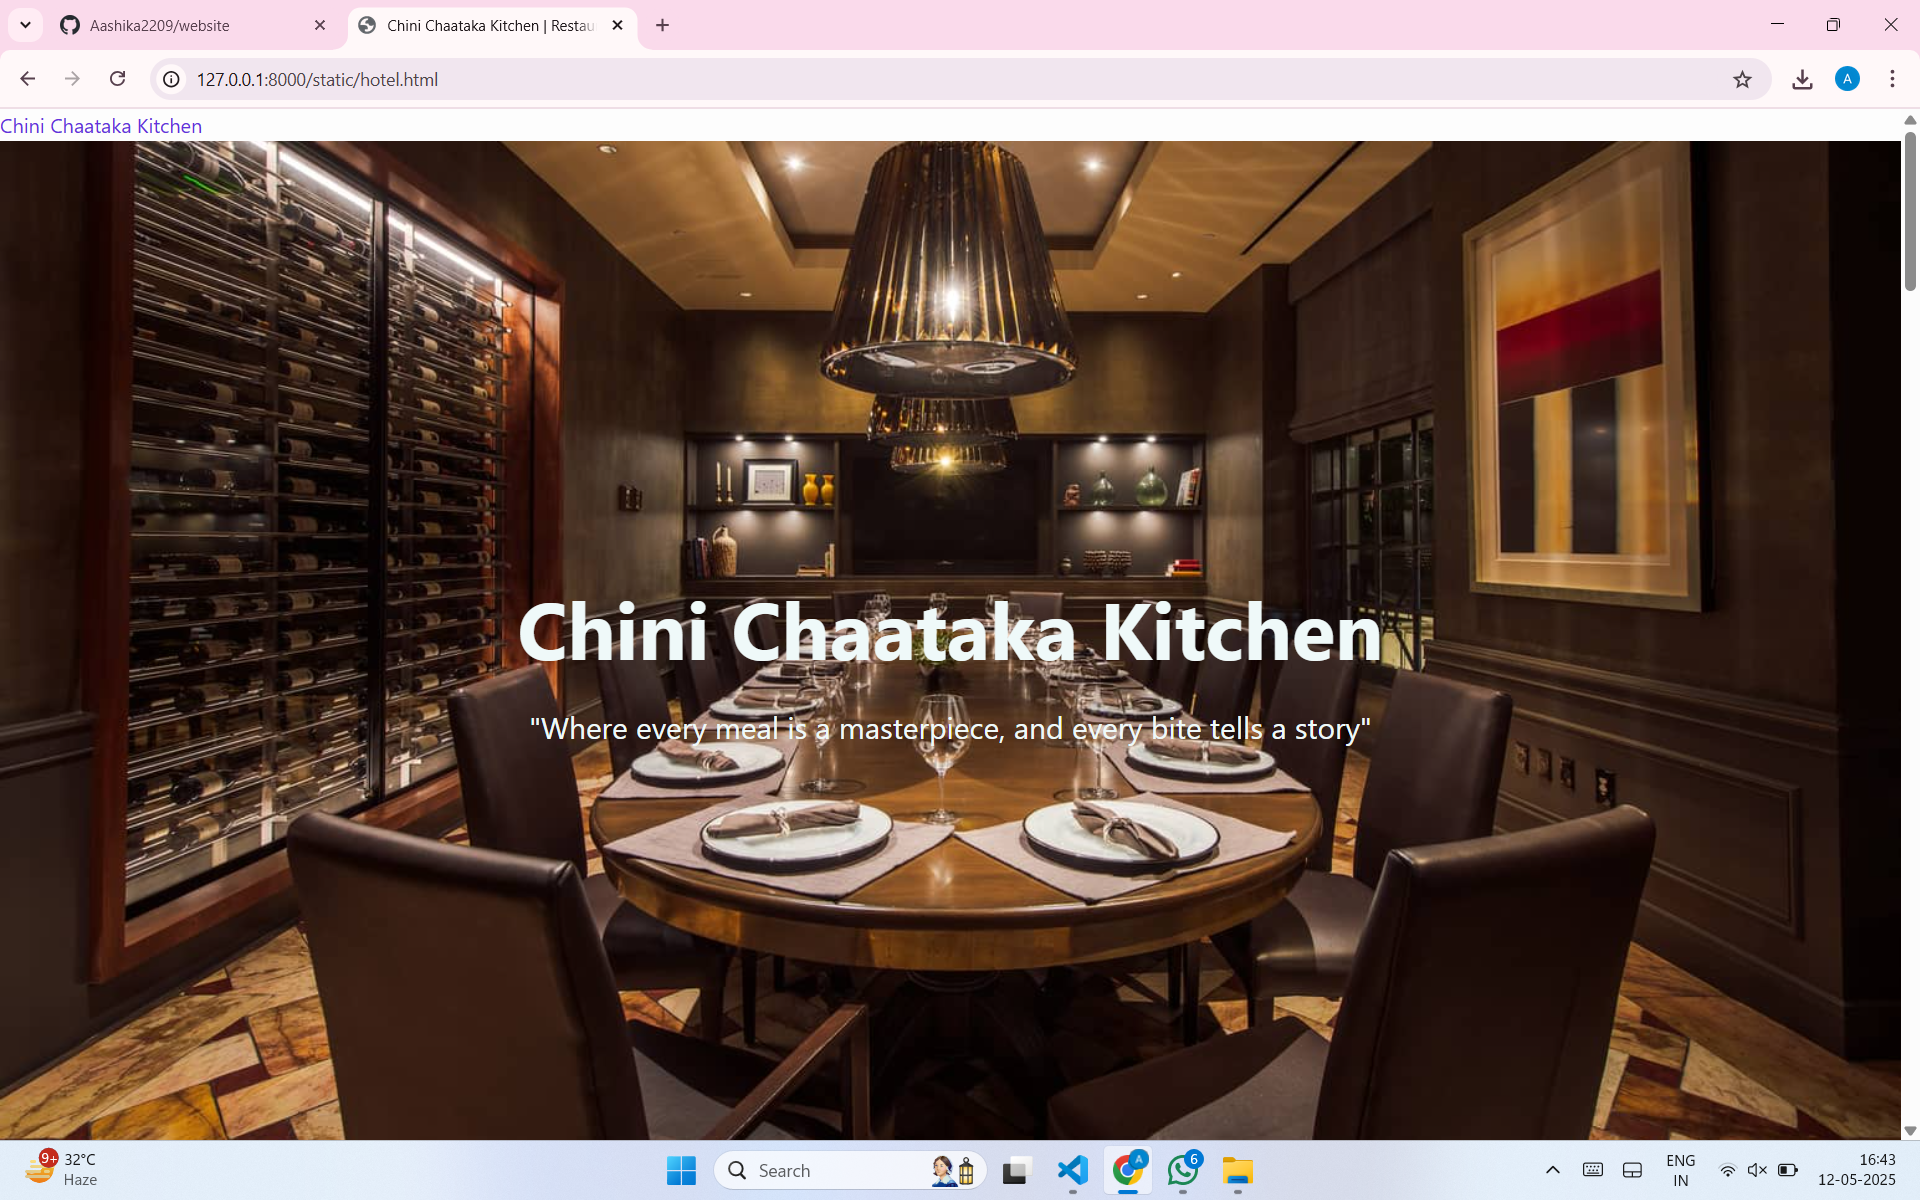 Aashika2209/website
Chini Chaataka Kitchen | Restau
127.0.0.1:8000/static/hotel.html
A
Chini Chaataka Kitchen
Chini Chaataka Kitchen
"Where every meal is a masterpiece, and every bite tells a story"
9+
32°C
Haze
Search
A
6
ENG
IN
16:43
12-05-2025